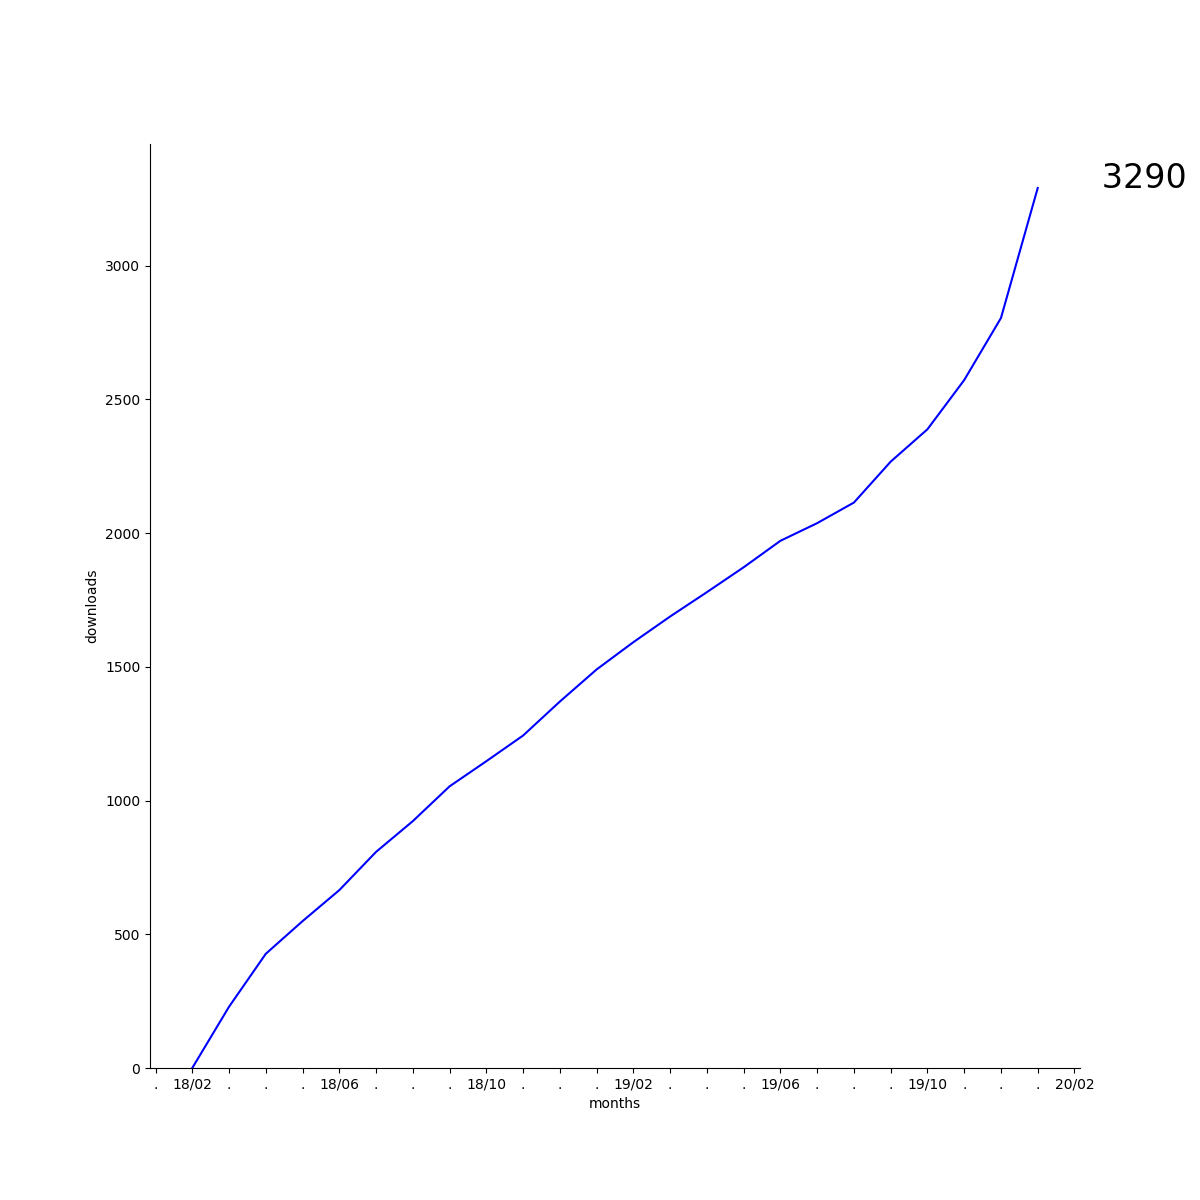 3290
3000
2500
2000
1500
1000
500
0
downloads
. 18/02 . . . 18/06 . . . 18/10 . . . 19/02 . . . 19/06 . . . 19/10 . . . 20/02
months